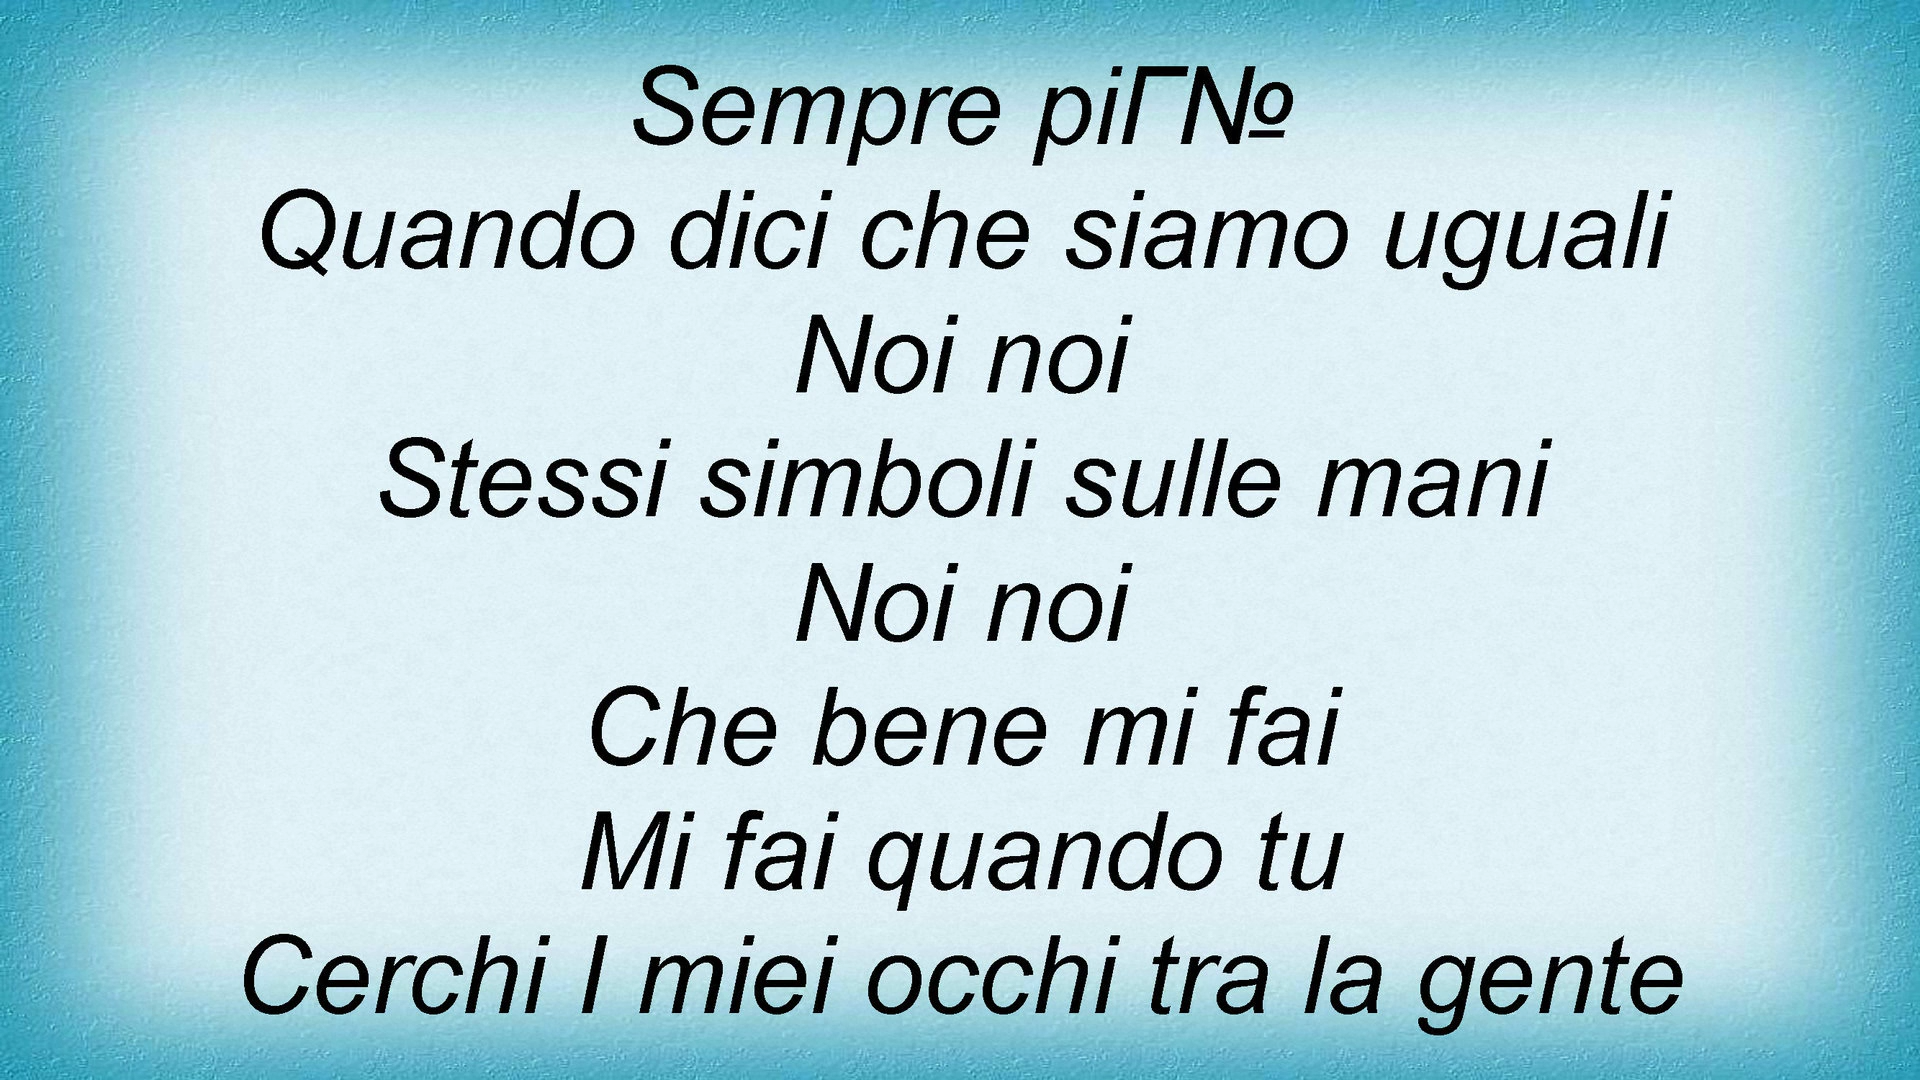 Sempre piГ№
Quando dici che siamo uguali
Noi noi
Stessi simboli sulle mani
Noi noi
Che bene mi fai
Mi fai quando tu
Cerchi I miei occhi tra la gente